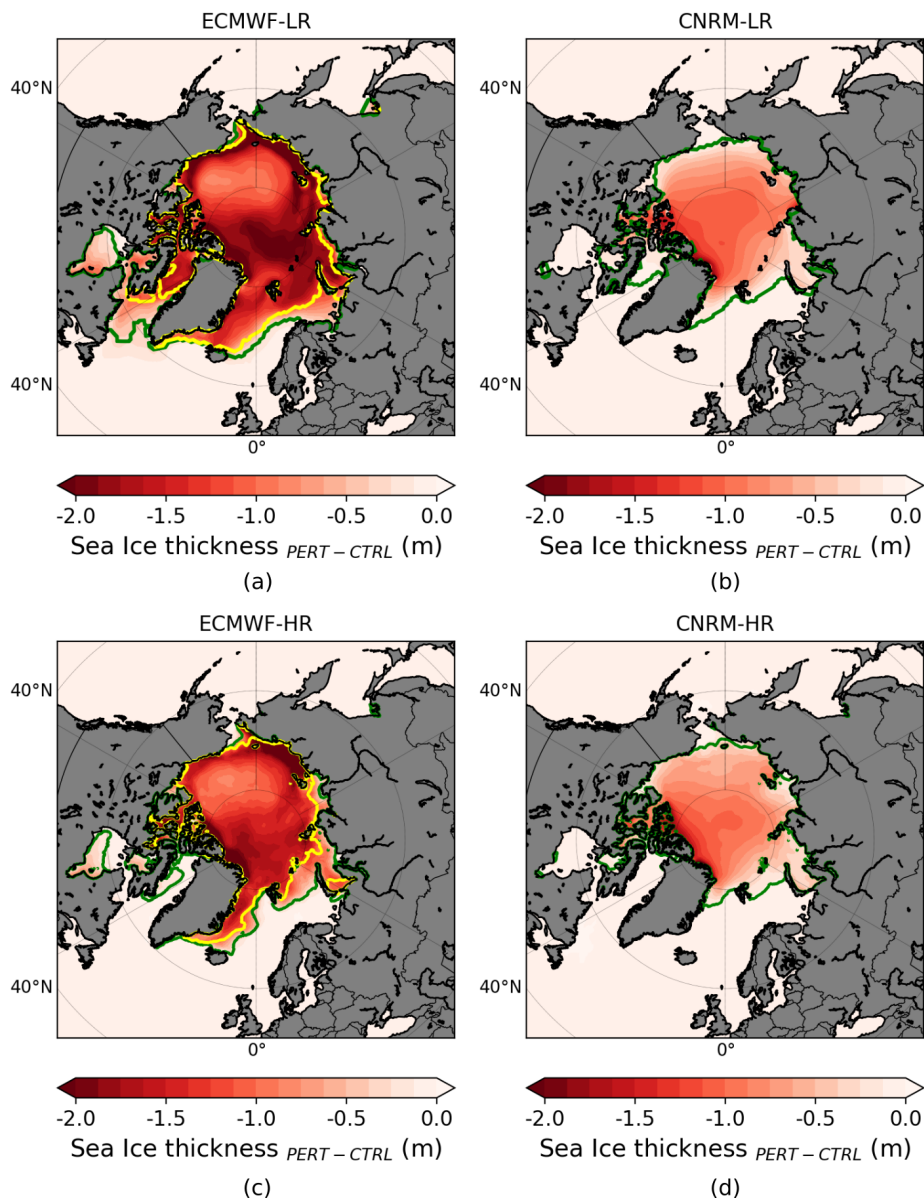 ECMWF-LR
CNRM-LR
40°N
40°N
40°N
40°N
0°
0°
-2.0 -1.5 -1.0 -0.5 0.0
-2.0 -1.5 -1.0 -0.5 0.0
Sea Ice thickness PERT-CTRL (m)
Sea Ice thickness PERT-CTRL (m)
(a)
(b)
ECMWF-HR
CNRM-HR
40°N
40°N
40°N
40°N
0°
0°
-2.0 -1.5 -1.0 -0.5 0.0
-2.0 -1.5 -1.0 -0.5 0.0
Sea Ice thickness PERT-CTRL (m)
Sea Ice thickness PERT-CTRL (m)
(c)
(d)